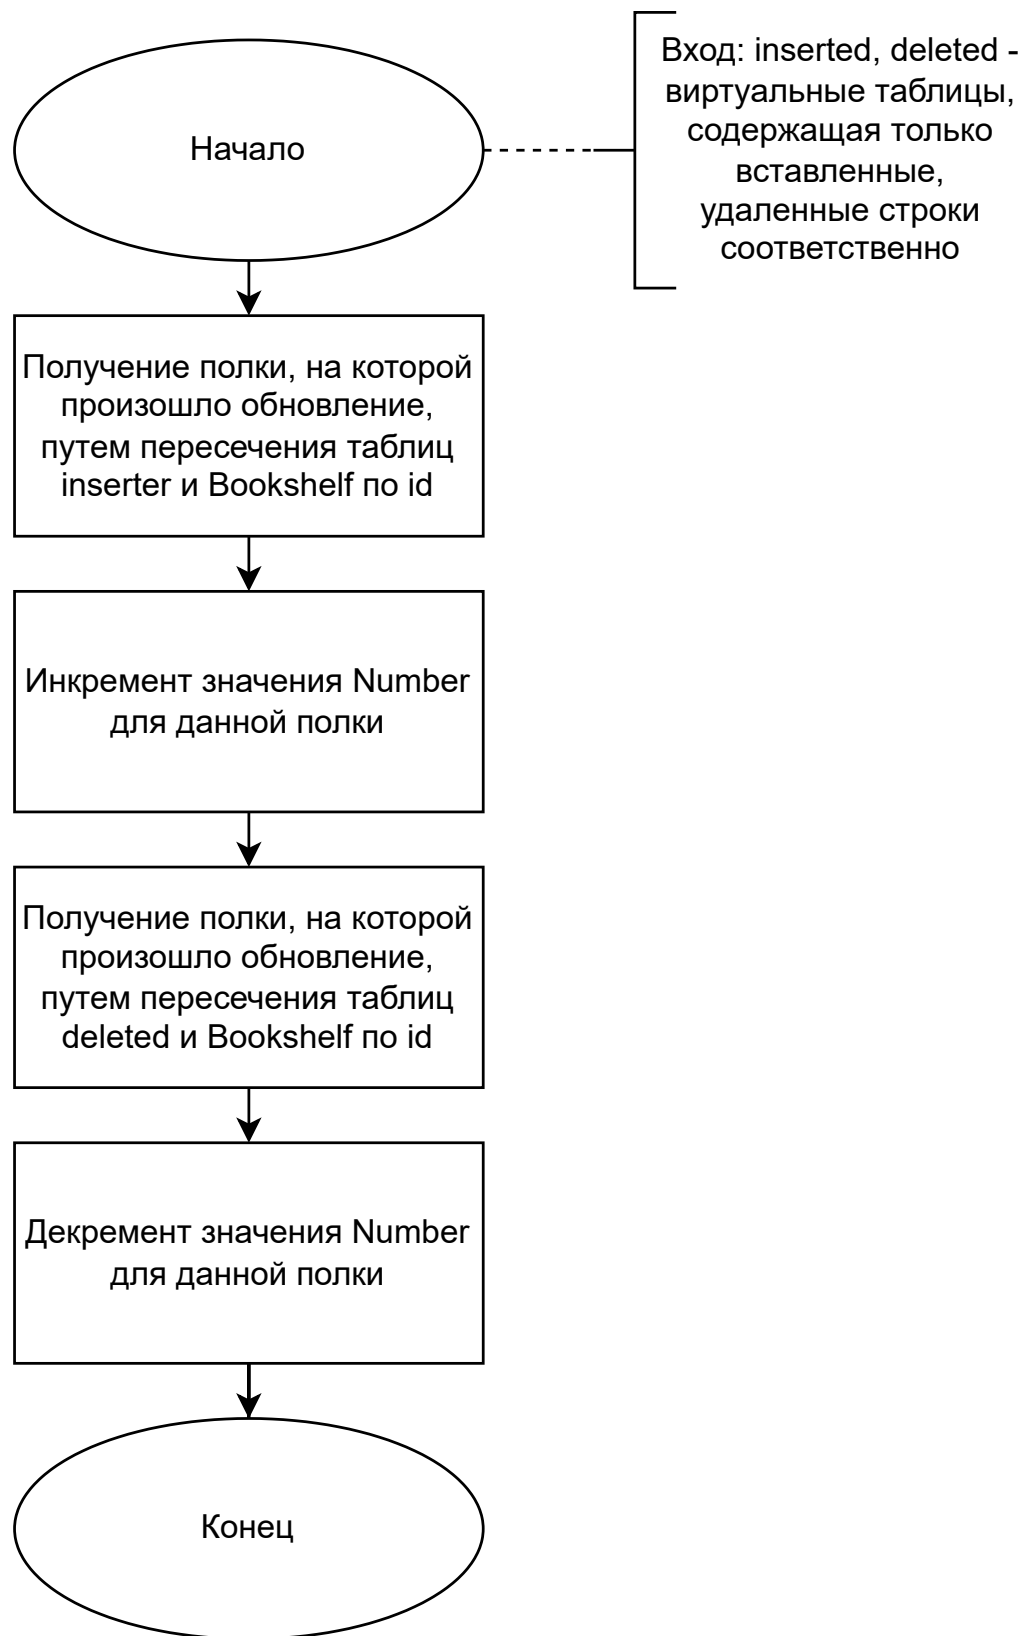 Начало
Вход: inserted, deleted -
виртуальные таблицы,
содержащая только
вставленные,
удаленные строки
соответственно
Получение полки, на которой
произошло обновление,
путем пересечения таблиц
inserter и Bookshelf по id
Инкремент значения Number
для данной полки
Получение полки, на которой
произошло обновление,
путем пересечения таблиц
deleted и Bookshelf по id
Декремент значения Number
для данной полки
Конец